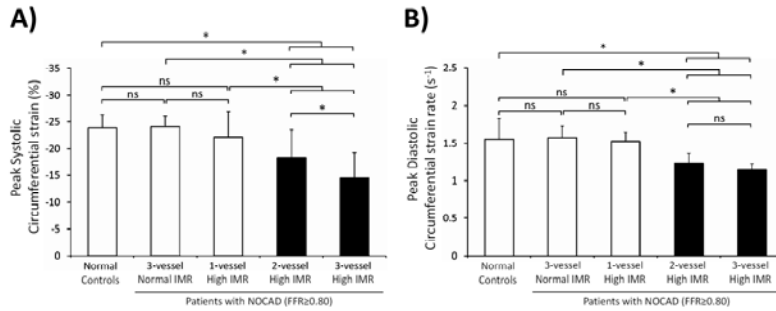 A)
*
*
ns
*
ns
ns
*
Peak Systolic
Circumferential strain (%)
-35
-30
-25
-20
-15
-10
-5
0
Normal
Controls
3-vessel
Normal IMR
1-vessel
High IMR
2-vessel
High IMR
3-vessel
High IMR
Patients with NOCAD (FFR≥0.80)
B)
*
*
ns
*
ns
ns
ns
Peak Diastolic
Circumferential strain rate (s⁻¹)
2.5
2
1.5
1
0.5
0
Normal
Controls
3-vessel
Normal IMR
1-vessel
High IMR
2-vessel
High IMR
3-vessel
High IMR
Patients with NOCAD (FFR≥0.80)